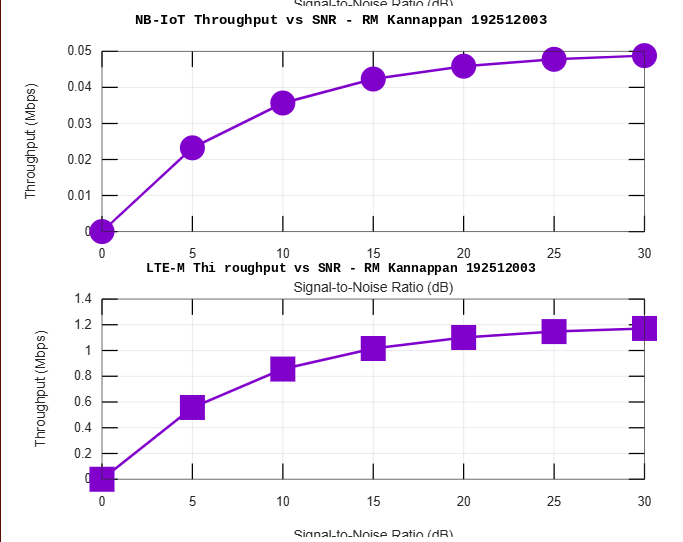 Signal-to-Noise Ratio (dB)
NB-IoT Throughput vs SNR - RM Kannappan 192512003
0.05
0.04
0.03
0.02
0.01
0
Throughput (Mbps)
0 5 10 15 20 25 30
LTE-M Thi roughput vs SNR - RM Kannappan 192512003
Signal-to-Noise Ratio (dB)
1.4
1.2
1
0.8
0.6
0.4
0.2
0
Throughput (Mbps)
0 5 10 15 20 25 30
Signal-to-Noise Ratio (dB)